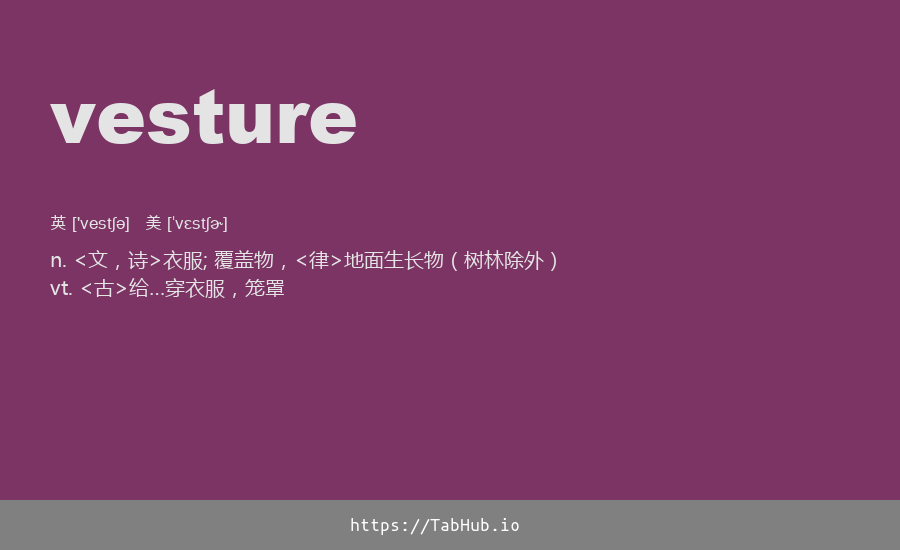 vesture
英 ['vestʃə] 美 [ˈvɛstʃɚ]
n. <文，诗>衣服; 覆盖物，<律>地面生长物（树林除外）
vt. <古>给...穿衣服，笼罩
https://TabHub.io